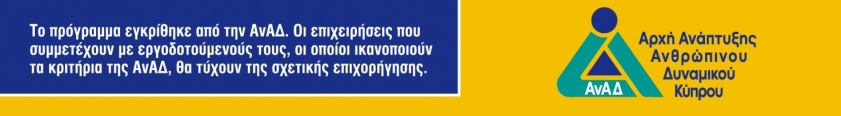 Το πρόγραμμα εγκρίθηκε από την ΑνΑΔ. Οι επιχειρήσεις που
συμμετέχουν με εργοδοτούμενούς τους, οι οποίοι ικανοποιούν
τα κριτήρια της ΑνΑΔ, θα τύχουν της σχετικής επιχορήγησης.
ΑνΑΔ
Αρχή Ανάπτυξης
Ανθρώπινου
Δυναμικού
Κύπρου